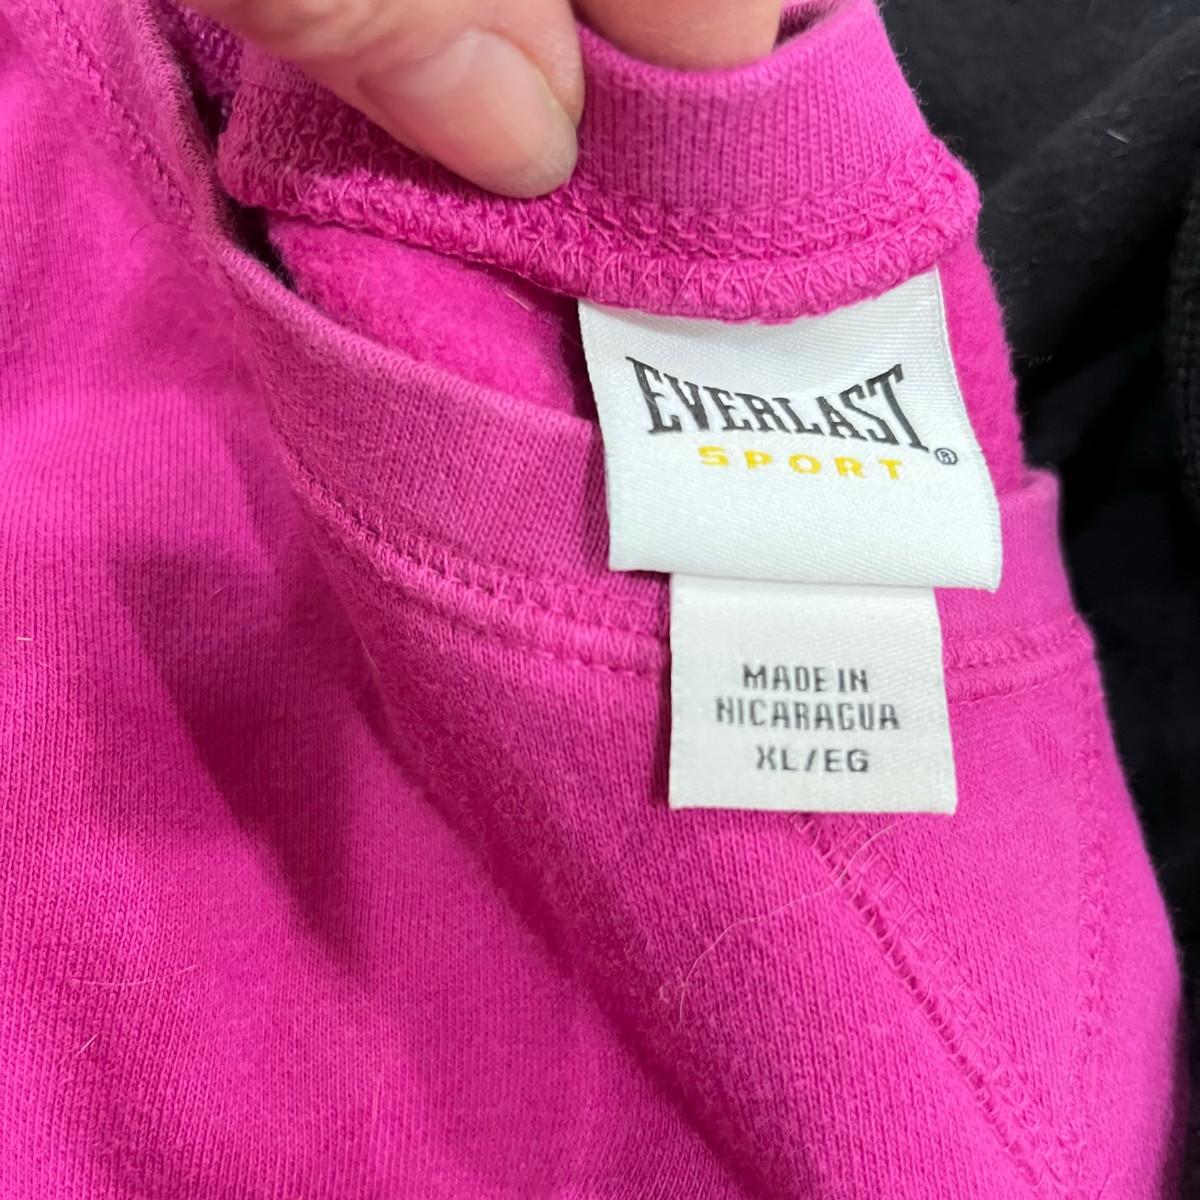 EVERLAST®
SPORT
MADE IN
NICARAGUA
XL/EG